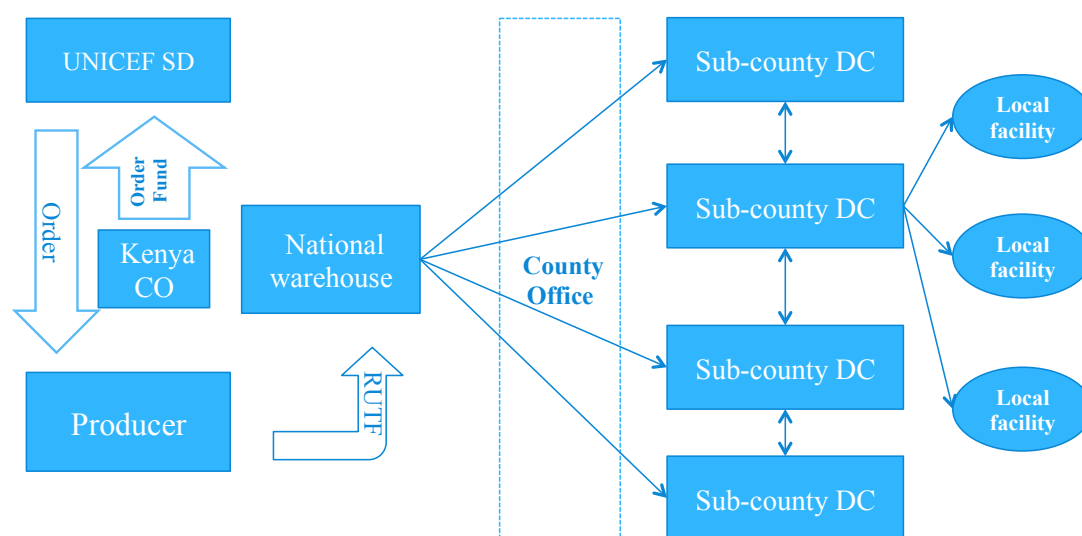 UNICEF SD
Order
Order
Fund
Kenya
CO
Producer
RUTF
National
warehouse
County
Office
Sub-county DC
Sub-county DC
Sub-county DC
Sub-county DC
Local
facility
Local
facility
Local
facility